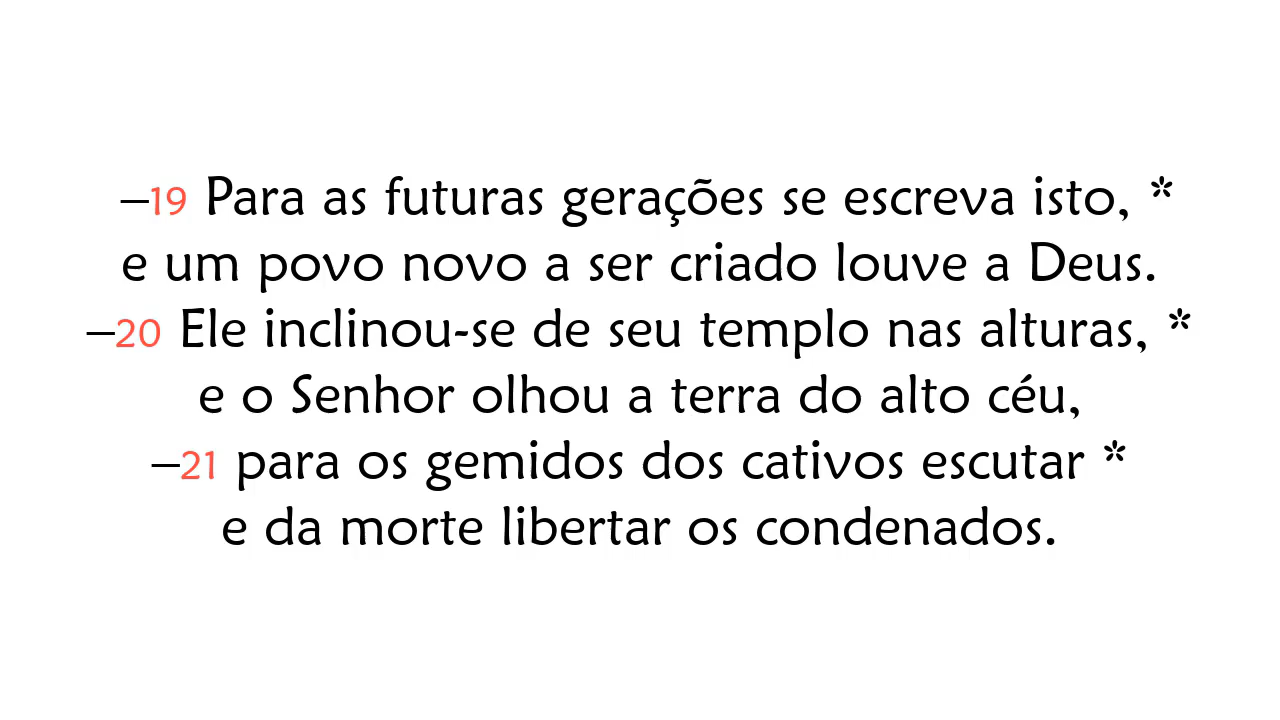 –19 Para as futuras gerações se escreva isto, *
e um povo novo a ser criado louve a Deus.
–20 Ele inclinou-se de seu templo nas alturas, *
e o Senhor olhou a terra do alto céu,
–21 para os gemidos dos cativos escutar *
e da morte libertar os condenados.